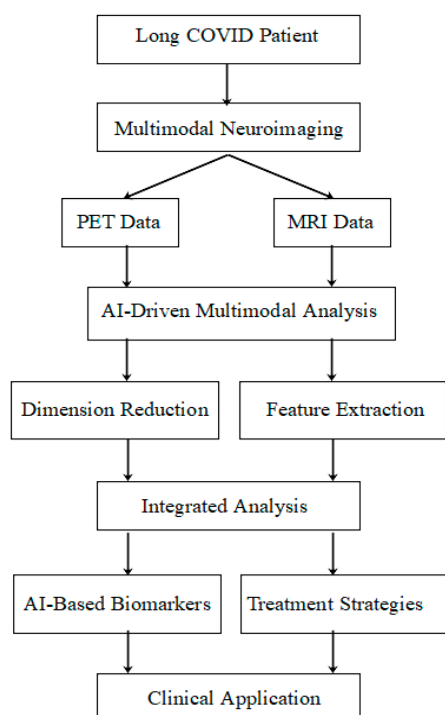 Long COVID Patient
Multimodal Neuroimaging
PET Data
MRI Data
AI-Driven Multimodal Analysis
Dimension Reduction
Feature Extraction
Integrated Analysis
AI-Based Biomarkers
Treatment Strategies
Clinical Application